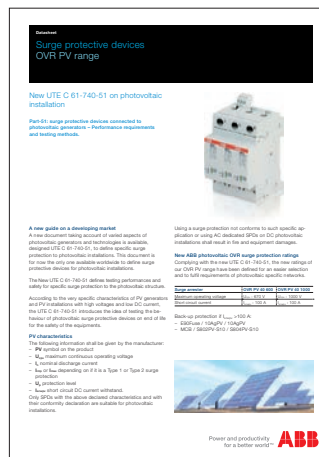 Datasheet
Surge protective devices
OVR PV range
New UTE C 61-740-51 on photovoltaic
installation
Part-51: surge protective devices connected to
photovoltaic generators – Performance requirements
and testing methods.
A new guide on a developing market
A new document taking account of varied aspects of
photovoltaic generators and technologies is available,
designed UTE C 61-740-51, to define specific surge
protection to photovoltaic installations. This document is
for now the only one available worldwide to define surge
protective devices for photovoltaic installations.
The New UTE C 61-740-51 defines testing performances and
safety for specific surge protection to the photovoltaic structure.
According to the very specific characteristics of PV generators
and PV installations with high voltages and low DC current,
the UTE C 61-740-51 introduces the idea of testing the be-
haviour of photovoltaic surge protective devices on end of life
for the safety of the equipments.
PV characteristics
The following information shall be given by the manufacturer:
– PV symbol on the product
– maximum continuous operating voltage
– nominal discharge current
– or depending on if it is a Type 1 or Type 2 surge
protection
– protection level
– short circuit DC current withstand.
Only SPDs with the above declared characteristics and with
their conformity declaration are suitable for photovoltaic
installations.
Using a surge protection not conforms to such specific ap-
plication or using AC dedicated SPDs on DC photovoltaic
installations shall result in fire and equipment damages.
New ABB photovoltaic OVR surge protection ratings
Complying with the new UTE C 61-740-51, the new ratings of
our OVR PV range have been defined for an easier selection
and to fulfil requirements of photovoltaic specific networks.
Surge arrester OVR PV 40 600 OVR PV 40 1000
Maximum operating voltage : 670 V : 1000 V
Short circuit current : 100 A : 100 A
Back-up protection if >100 A:
– E90Fuse / 10AgPV / 10AgPV
– MCB / S802PV-S10 / S804PV-S10
Power and productivity
for a better world™
ABB